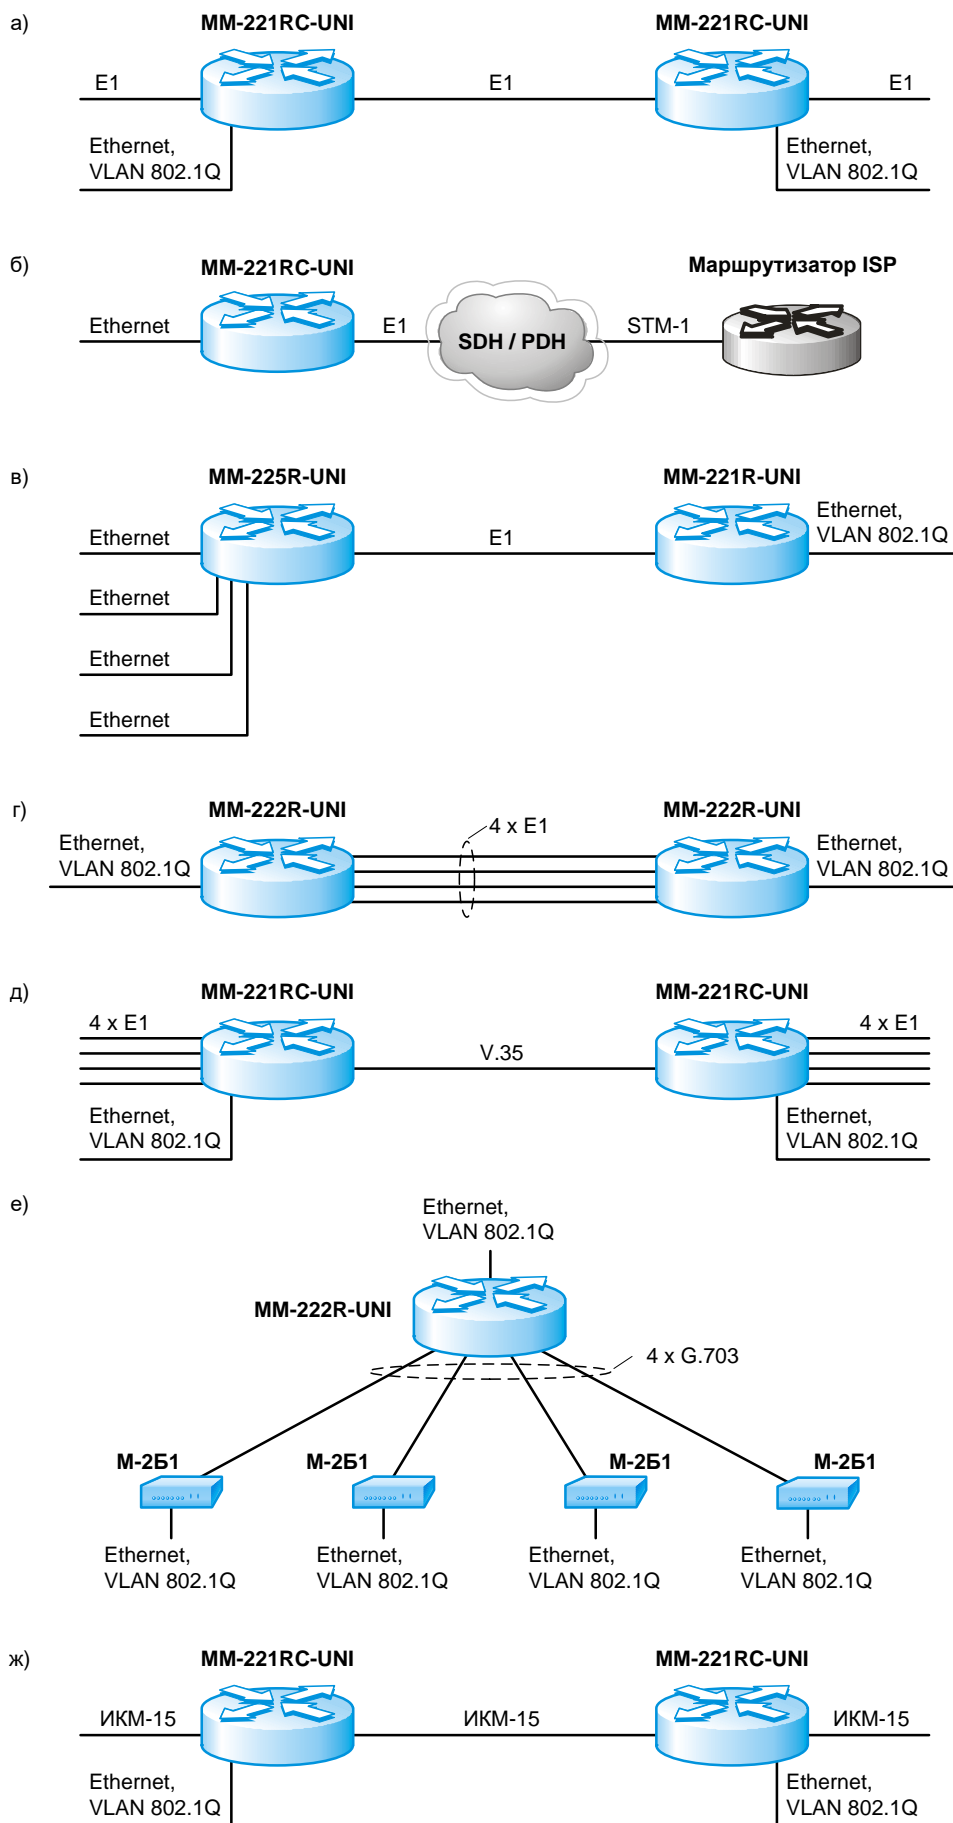 а)
MM-221RC-UNI
MM-221RC-UNI
E1
E1
E1
Ethernet,
VLAN 802.1Q
Ethernet,
VLAN 802.1Q
б)
MM-221RC-UNI
Маршрутизатор ISP
Ethernet
E1
SDH / PDH
STM-1
в)
MM-225R-UNI
MM-221R-UNI
Ethernet
E1
Ethernet,
VLAN 802.1Q
Ethernet
Ethernet
Ethernet
г)
MM-222R-UNI
MM-222R-UNI
Ethernet,
VLAN 802.1Q
4 x E1
Ethernet,
VLAN 802.1Q
д)
MM-221RC-UNI
MM-221RC-UNI
4 x E1
V.35
4 x E1
Ethernet,
VLAN 802.1Q
Ethernet,
VLAN 802.1Q
е)
Ethernet,
VLAN 802.1Q
MM-222R-UNI
4 x G.703
М-2Б1
М-2Б1
М-2Б1
М-2Б1
Ethernet,
VLAN 802.1Q
Ethernet,
VLAN 802.1Q
Ethernet,
VLAN 802.1Q
Ethernet,
VLAN 802.1Q
ж)
MM-221RC-UNI
MM-221RC-UNI
ИКМ-15
ИКМ-15
ИКМ-15
Ethernet,
VLAN 802.1Q
Ethernet,
VLAN 802.1Q